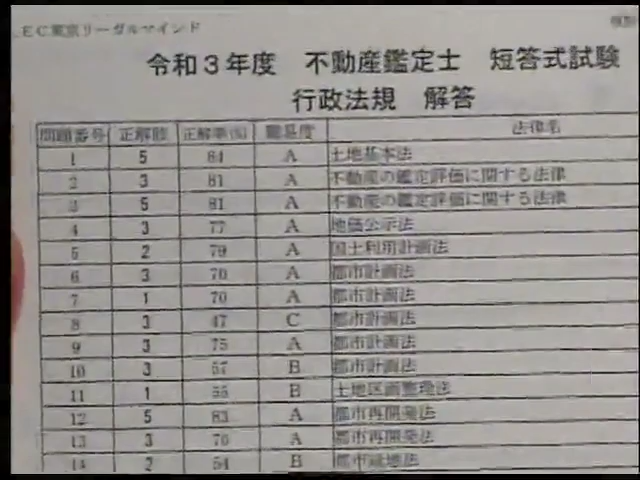 LEC東京リーガルマインド
令和3年度 不動産鑑定士 短答式試験
行政法規 解答
問題番号 正解肢 正解率(%) 難易度 法律名
1 5 64 A 土地基本法
2 3 81 A 不動産の鑑定評価に関する法律
3 5 81 A 不動産の鑑定評価に関する法律
4 3 77 A 地価公示法
5 2 79 A 国土利用計画法
6 3 70 A 都市計画法
7 1 70 A 都市計画法
8 3 47 C 都市計画法
9 3 75 A 都市計画法
10 3 57 B 都市計画法
11 1 55 B 土地区画整理法
12 5 83 A 都市再開発法
13 3 76 A 都市再開発法
14 2 54 B 都市緑地法